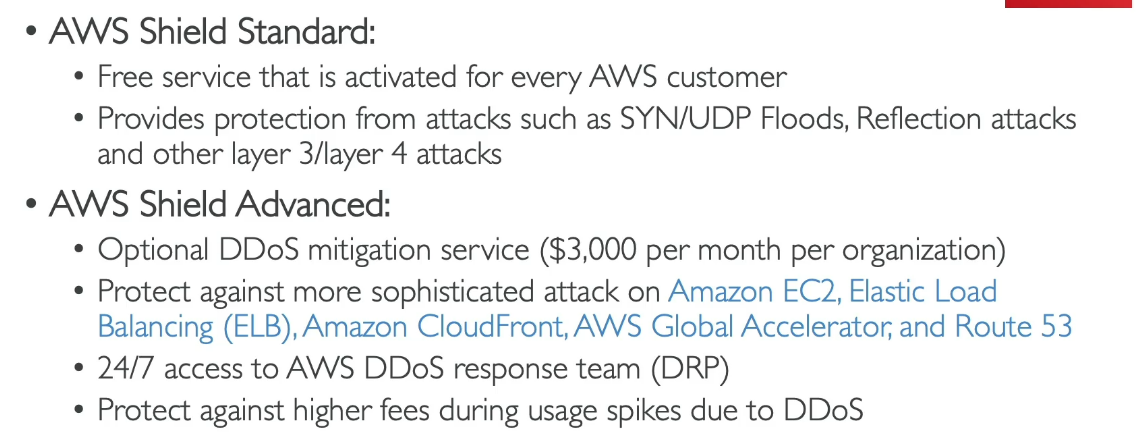 • AWS Shield Standard:
• Free service that is activated for every AWS customer
• Provides protection from attacks such as SYN/UDP Floods, Reflection attacks
and other layer 3/layer 4 attacks
• AWS Shield Advanced:
• Optional DDoS mitigation service ($3,000 per month per organization)
• Protect against more sophisticated attack on Amazon EC2, Elastic Load
Balancing (ELB), Amazon CloudFront, AWS Global Accelerator, and Route 53
• 24/7 access to AWS DDoS response team (DRP)
• Protect against higher fees during usage spikes due to DDoS